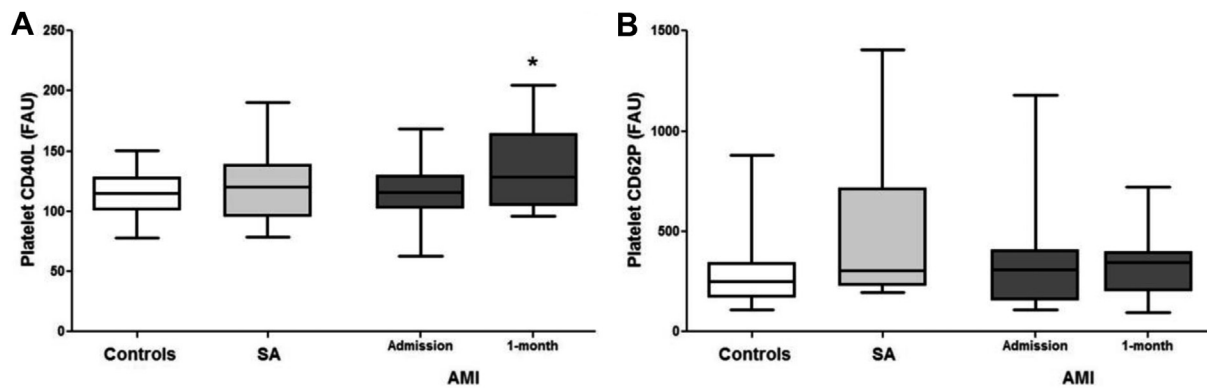 A
Platelet CD40L (FAU)
250
200
150
100
50
0
*
Controls
SA
Admission
1-month
AMI
B
Platelet CD62P (FAU)
1500
1000
500
0
Controls
SA
Admission
1-month
AMI